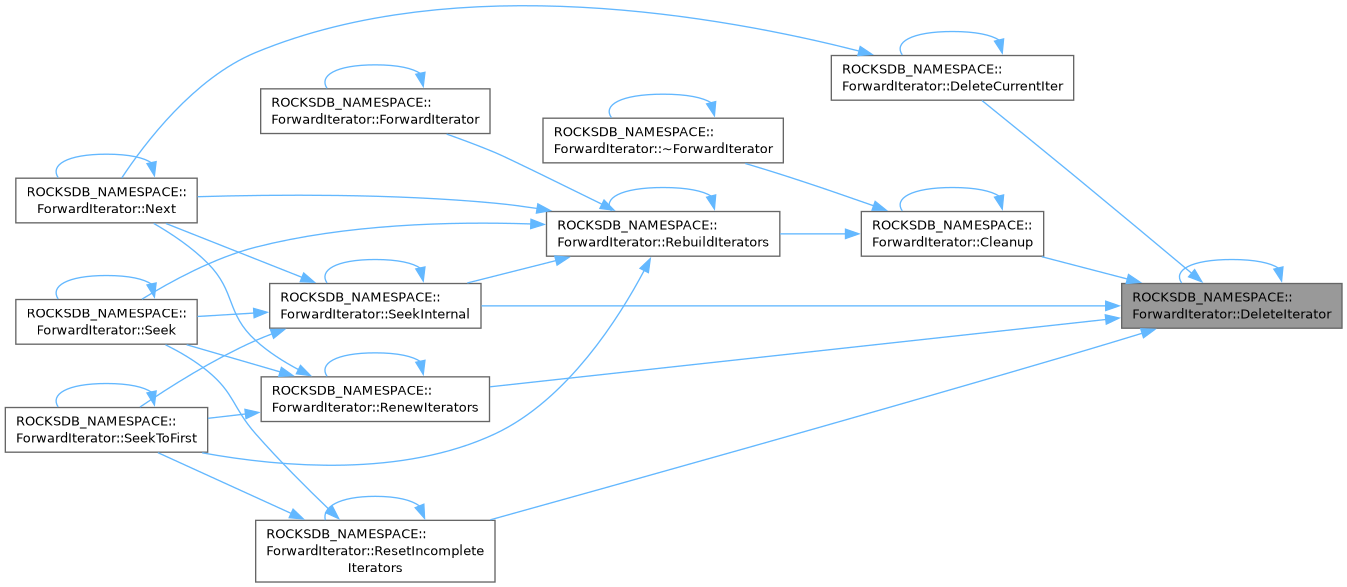 ROCKSDB_NAMESPACE::
ForwardIterator::DeleteCurrentIter
ROCKSDB_NAMESPACE::
ForwardIterator::ForwardIterator
ROCKSDB_NAMESPACE::
ForwardIterator::~ForwardIterator
ROCKSDB_NAMESPACE::
ForwardIterator::Next
ROCKSDB_NAMESPACE::
ForwardIterator::RebuildIterators
ROCKSDB_NAMESPACE::
ForwardIterator::Cleanup
ROCKSDB_NAMESPACE::
ForwardIterator::Seek
ROCKSDB_NAMESPACE::
ForwardIterator::SeekInternal
ROCKSDB_NAMESPACE::
ForwardIterator::DeleteIterator
ROCKSDB_NAMESPACE::
ForwardIterator::RenewIterators
ROCKSDB_NAMESPACE::
ForwardIterator::SeekToFirst
ROCKSDB_NAMESPACE::
ForwardIterator::ResetIncomplete
Iterators